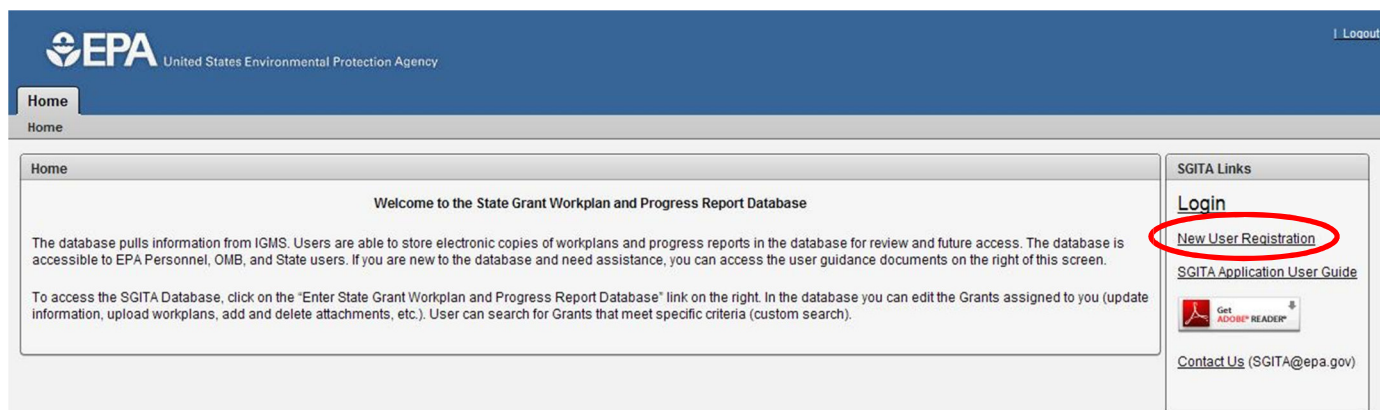 EPA United States Environmental Protection Agency
| Logout
Home
Home
Home
Welcome to the State Grant Workplan and Progress Report Database
The database pulls information from IGMS. Users are able to store electronic copies of workplans and progress reports in the database for review and future access. The database is
accessible to EPA Personnel, OMB, and State users. If you are new to the database and need assistance, you can access the user guidance documents on the right of this screen.
To access the SGITA Database, click on the “Enter State Grant Workplan and Progress Report Database” link on the right. In the database you can edit the Grants assigned to you (update
information, upload workplans, add and delete attachments, etc.). User can search for Grants that meet specific criteria (custom search).
SGITA Links
Login
New User Registration
SGITA Application User Guide
Get
ADOBE® READER®
Contact Us (SGITA@epa.gov)